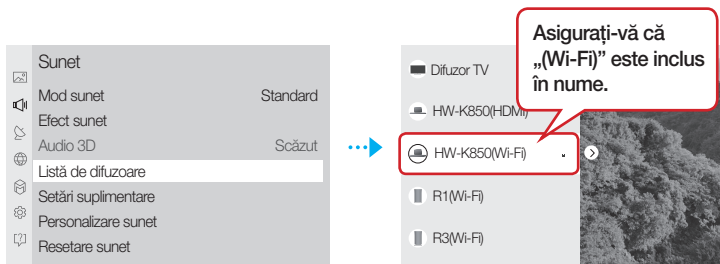 Sunet
Mod sunet Standard
Efect sunet
Audio 3D Scăzut
Listă de difuzoare
Setări suplimentare
Personalizare sunet
Resetare sunet
Difuzor TV
HW-K850(HDMI)
HW-K850(Wi-Fi)
R1(Wi-Fi)
R3(Wi-Fi)
Asigurați-vă că
„(Wi-Fi)” este inclus
în nume.